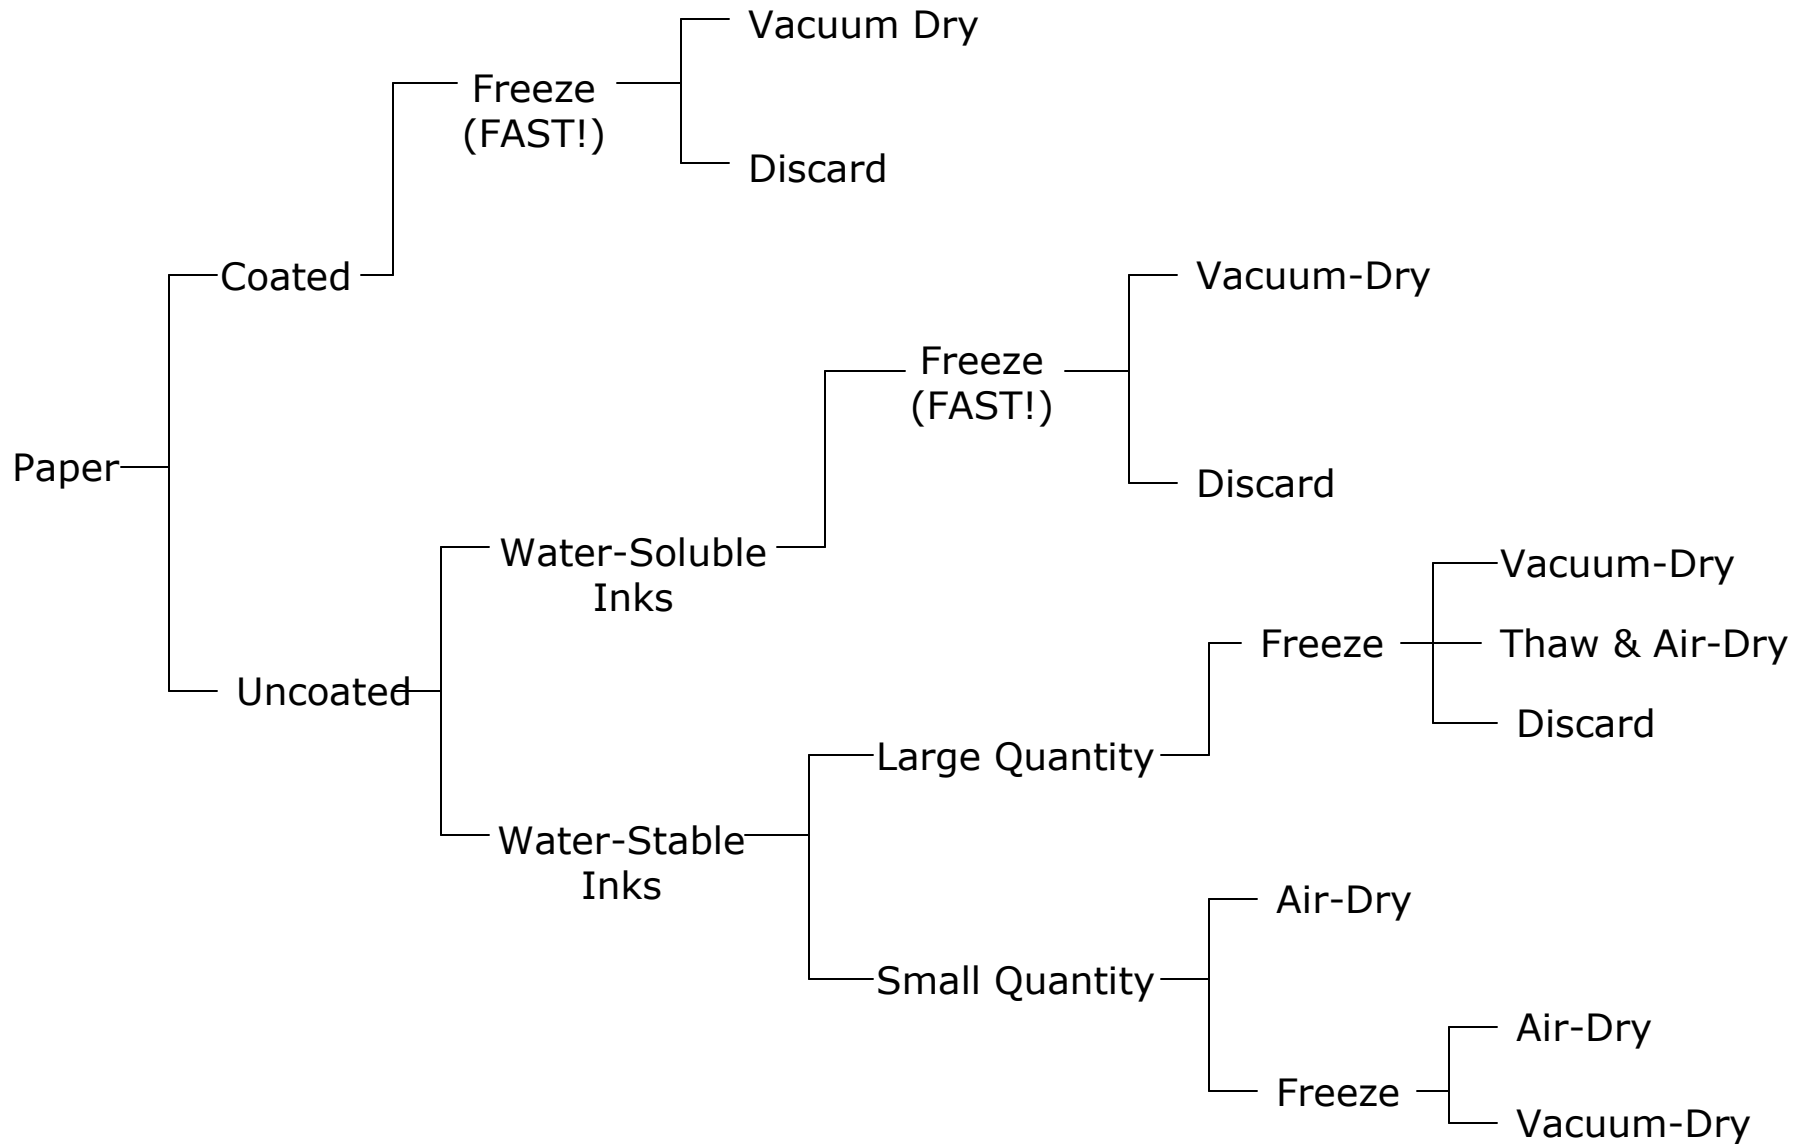 Vacuum Dry
Freeze
(FAST!)
Discard
Coated
Vacuum-Dry
Freeze
(FAST!)
Discard
Paper
Water-Soluble
Inks
Uncoated
Vacuum-Dry
Freeze
Thaw & Air-Dry
Discard
Large Quantity
Water-Stable
Inks
Air-Dry
Small Quantity
Air-Dry
Freeze
Vacuum-Dry